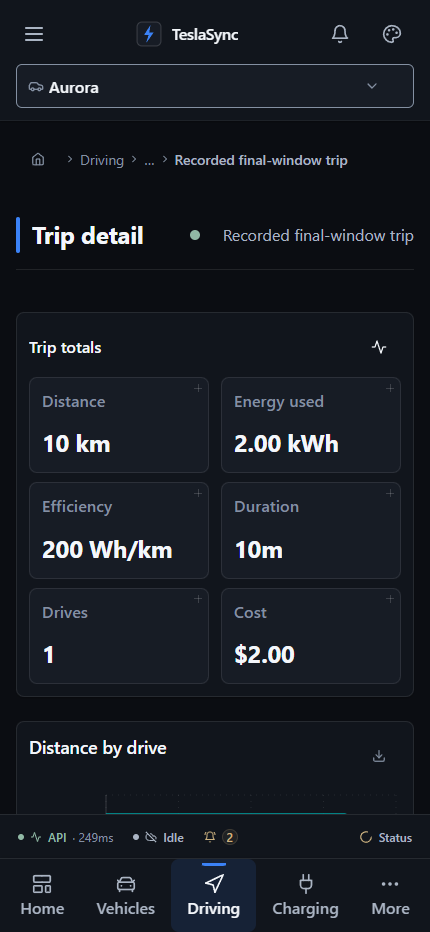 TeslaSync
Aurora
Driving ... Recorded final-window trip
Trip detail
Recorded final-window trip
Trip totals
Distance
10 km
Energy used
2.00 kWh
Efficiency
200 Wh/km
Duration
10m
Drives
1
Cost
$2.00
Distance by drive
API · 249ms Idle 2 Status
Home Vehicles Driving Charging More